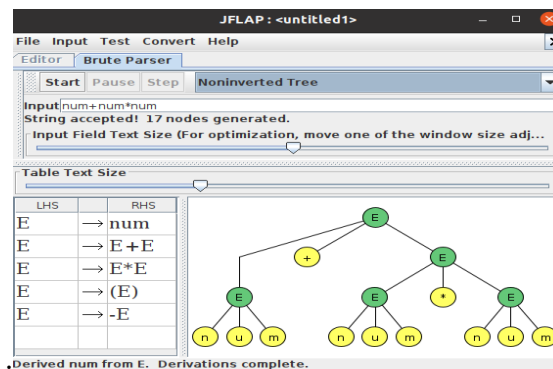 JFLAP : <untitled1>
File Input Test Convert Help
Editor Brute Parser
Start Pause Step Noninverted Tree
Input num+num*num
String accepted! 17 nodes generated.
Input Field Text Size (For optimization, move one of the window size adj...
Table Text Size
LHS RHS
E → num
E → E+E
E → E*E
E → (E)
E → -E
E
+ E
E E * E
n u m n u m n u m
Derived num from E. Derivations complete.